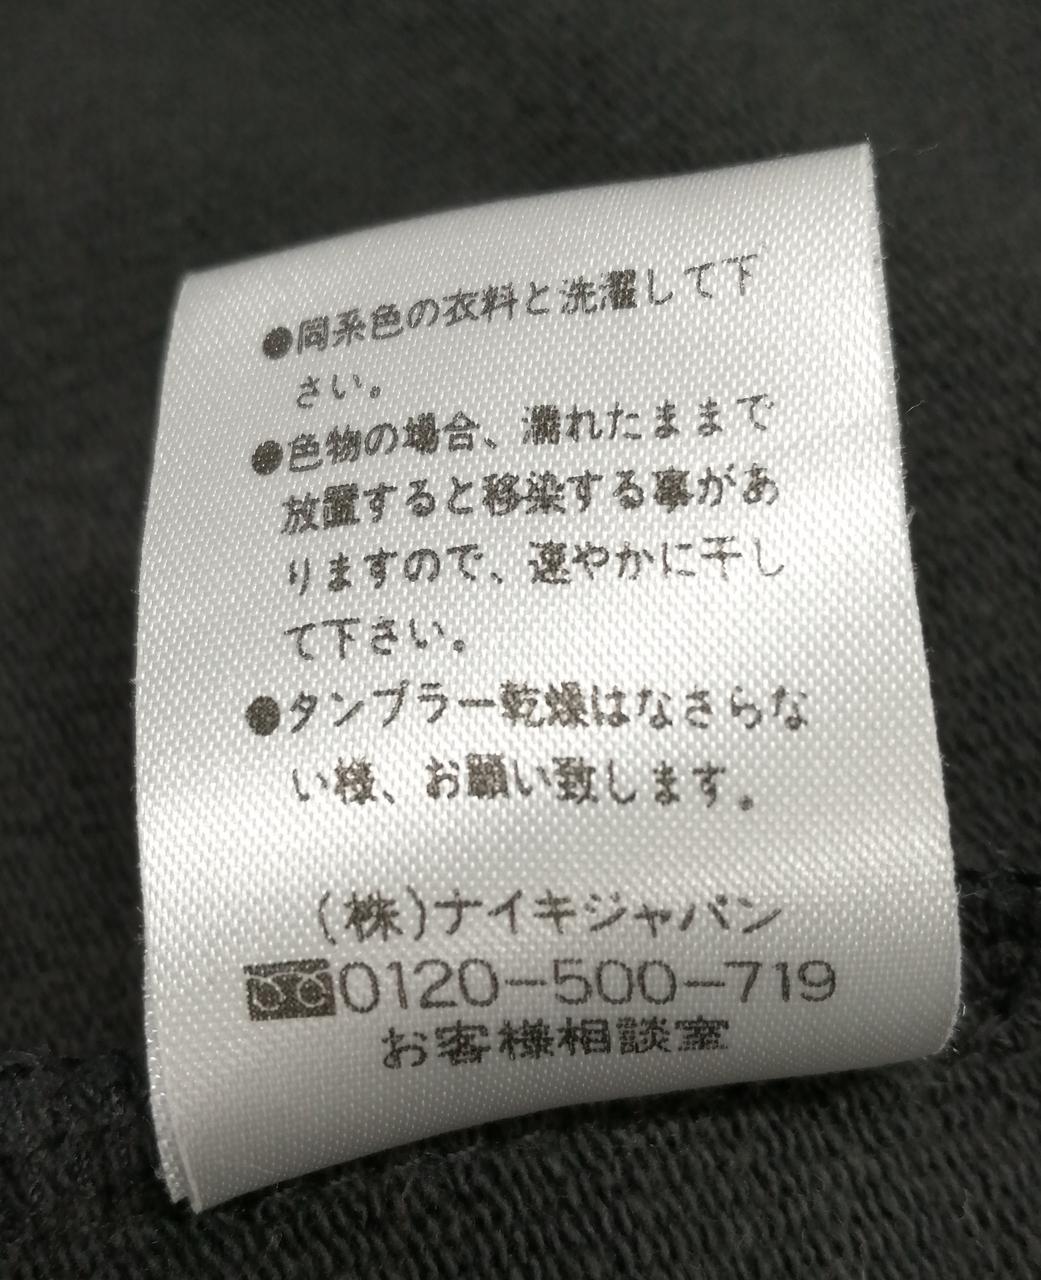 ●同系色の衣料と洗濯して下
さい。
●色物の場合、濡れたままで
放置すると移染する事があ
りますので、速やかに干し
て下さい。
●タンブラー乾燥はなさらな
い様、お願い致します。
(株)ナイキジャパン
0120-500-719
お客様相談室